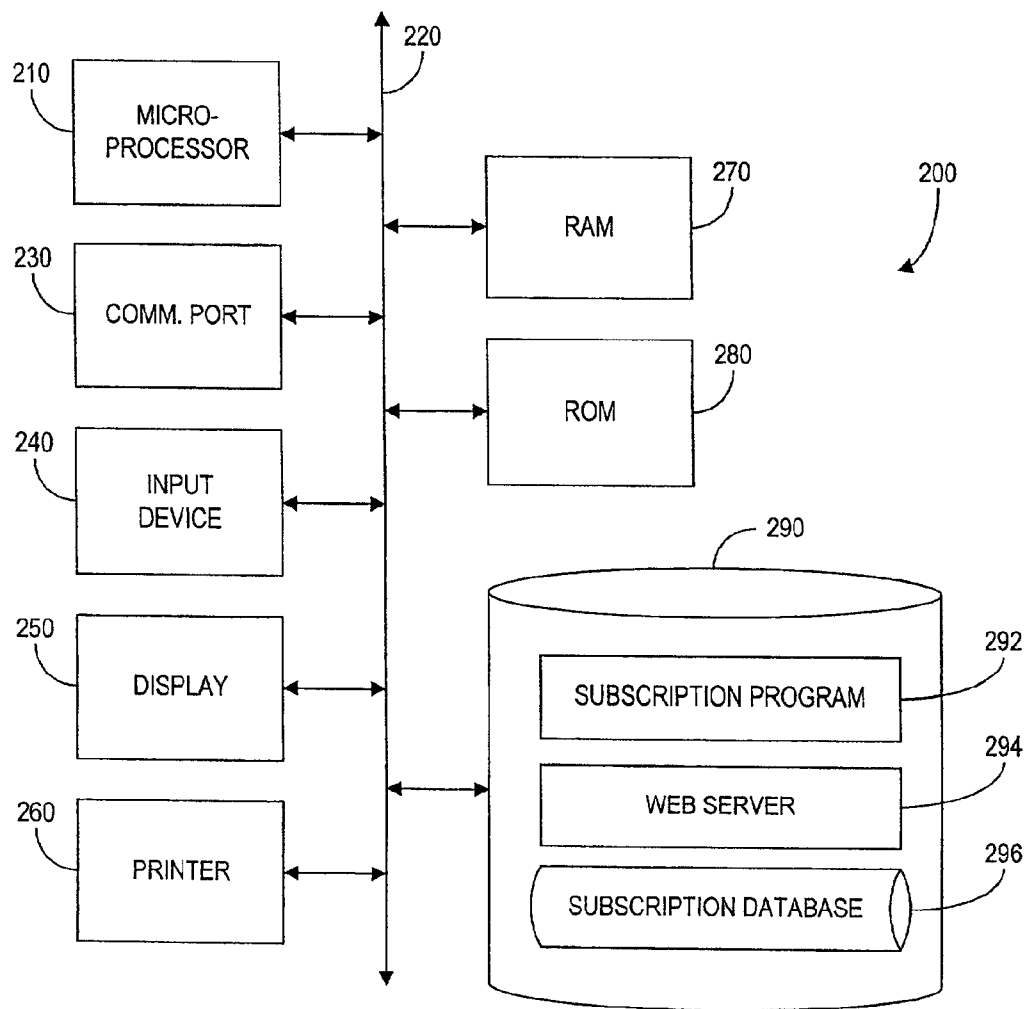 220
210
MICRO-
PROCESSOR
270
RAM
200
230
COMM. PORT
280
ROM
240
INPUT
DEVICE
290
250
DISPLAY
292
SUBSCRIPTION PROGRAM
294
WEB SERVER
260
PRINTER
296
SUBSCRIPTION DATABASE